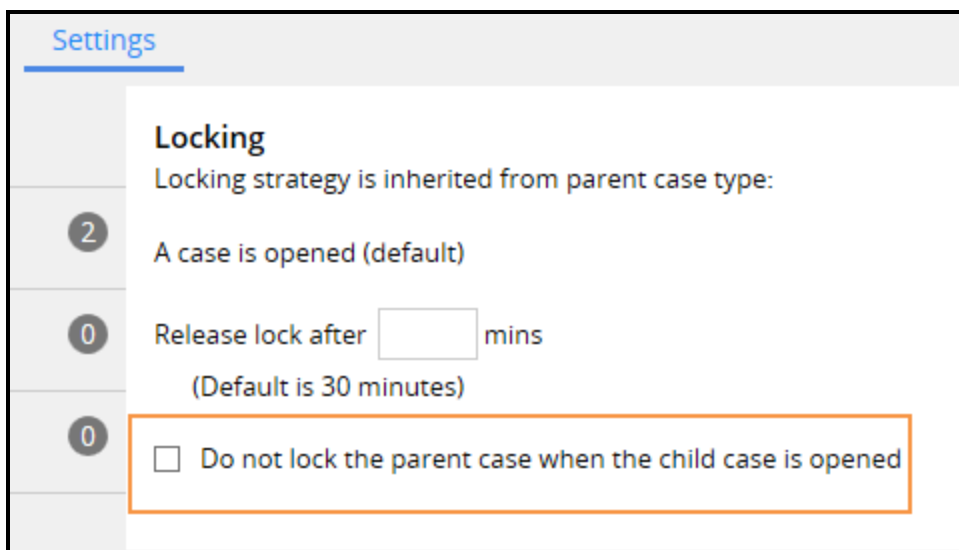 Settings
Locking
Locking strategy is inherited from parent case type:
2
A case is opened (default)
0
Release lock after mins
(Default is 30 minutes)
0
Do not lock the parent case when the child case is opened